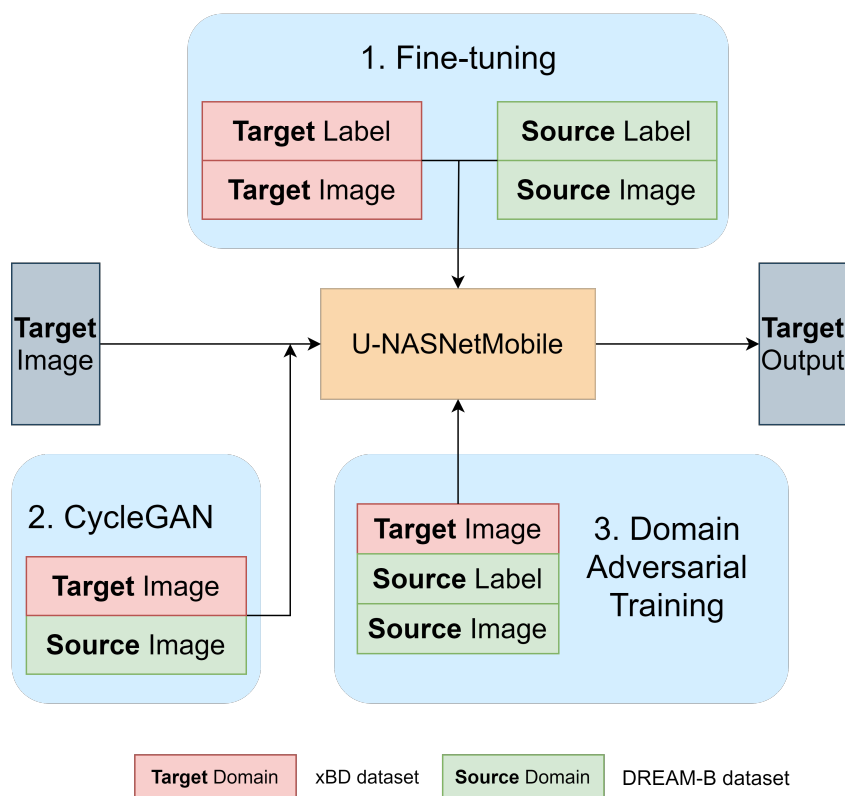 1. Fine-tuning
Target Label
Source Label
Target Image
Source Image
Target
Image
U-NASNetMobile
Target
Output
2. CycleGAN
Target Image
Source Image
Target Image
Source Label
Source Image
3. Domain
Adversarial
Training
Target Domain
xBD dataset
Source Domain
DREAM-B dataset